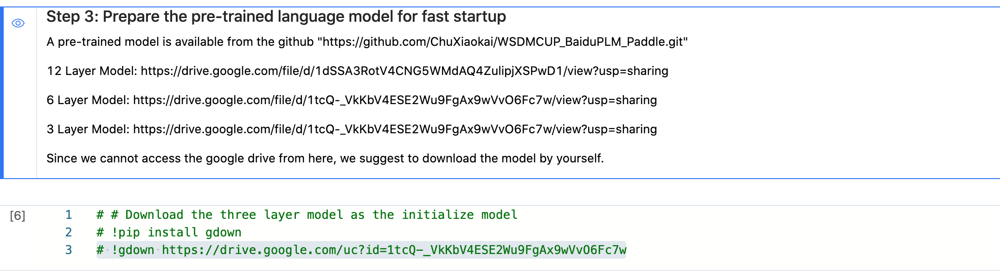 Step 3: Prepare the pre-trained language model for fast startup
A pre-trained model is available from the github "https://github.com/ChuXiaokai/WSDMCUP_BaiduPLM_Paddle.git"
12 Layer Model: https://drive.google.com/file/d/1dSSA3RotV4CNG5WMdAQ4ZulipjXSPwD1/view?usp=sharing
6 Layer Model: https://drive.google.com/file/d/1tcQ-_VkKbV4ESE2Wu9FgAx9wVvO6Fc7w/view?usp=sharing
3 Layer Model: https://drive.google.com/file/d/1tcQ-_VkKbV4ESE2Wu9FgAx9wVvO6Fc7w/view?usp=sharing
Since we cannot access the google drive from here, we suggest to download the model by yourself.
[6] 1 # # Download the three layer model as the initialize model
2 # !pip install gdown
3 # !gdown https://drive.google.com/uc?id=1tcQ-_VkKbV4ESE2Wu9FgAx9wVvO6Fc7w